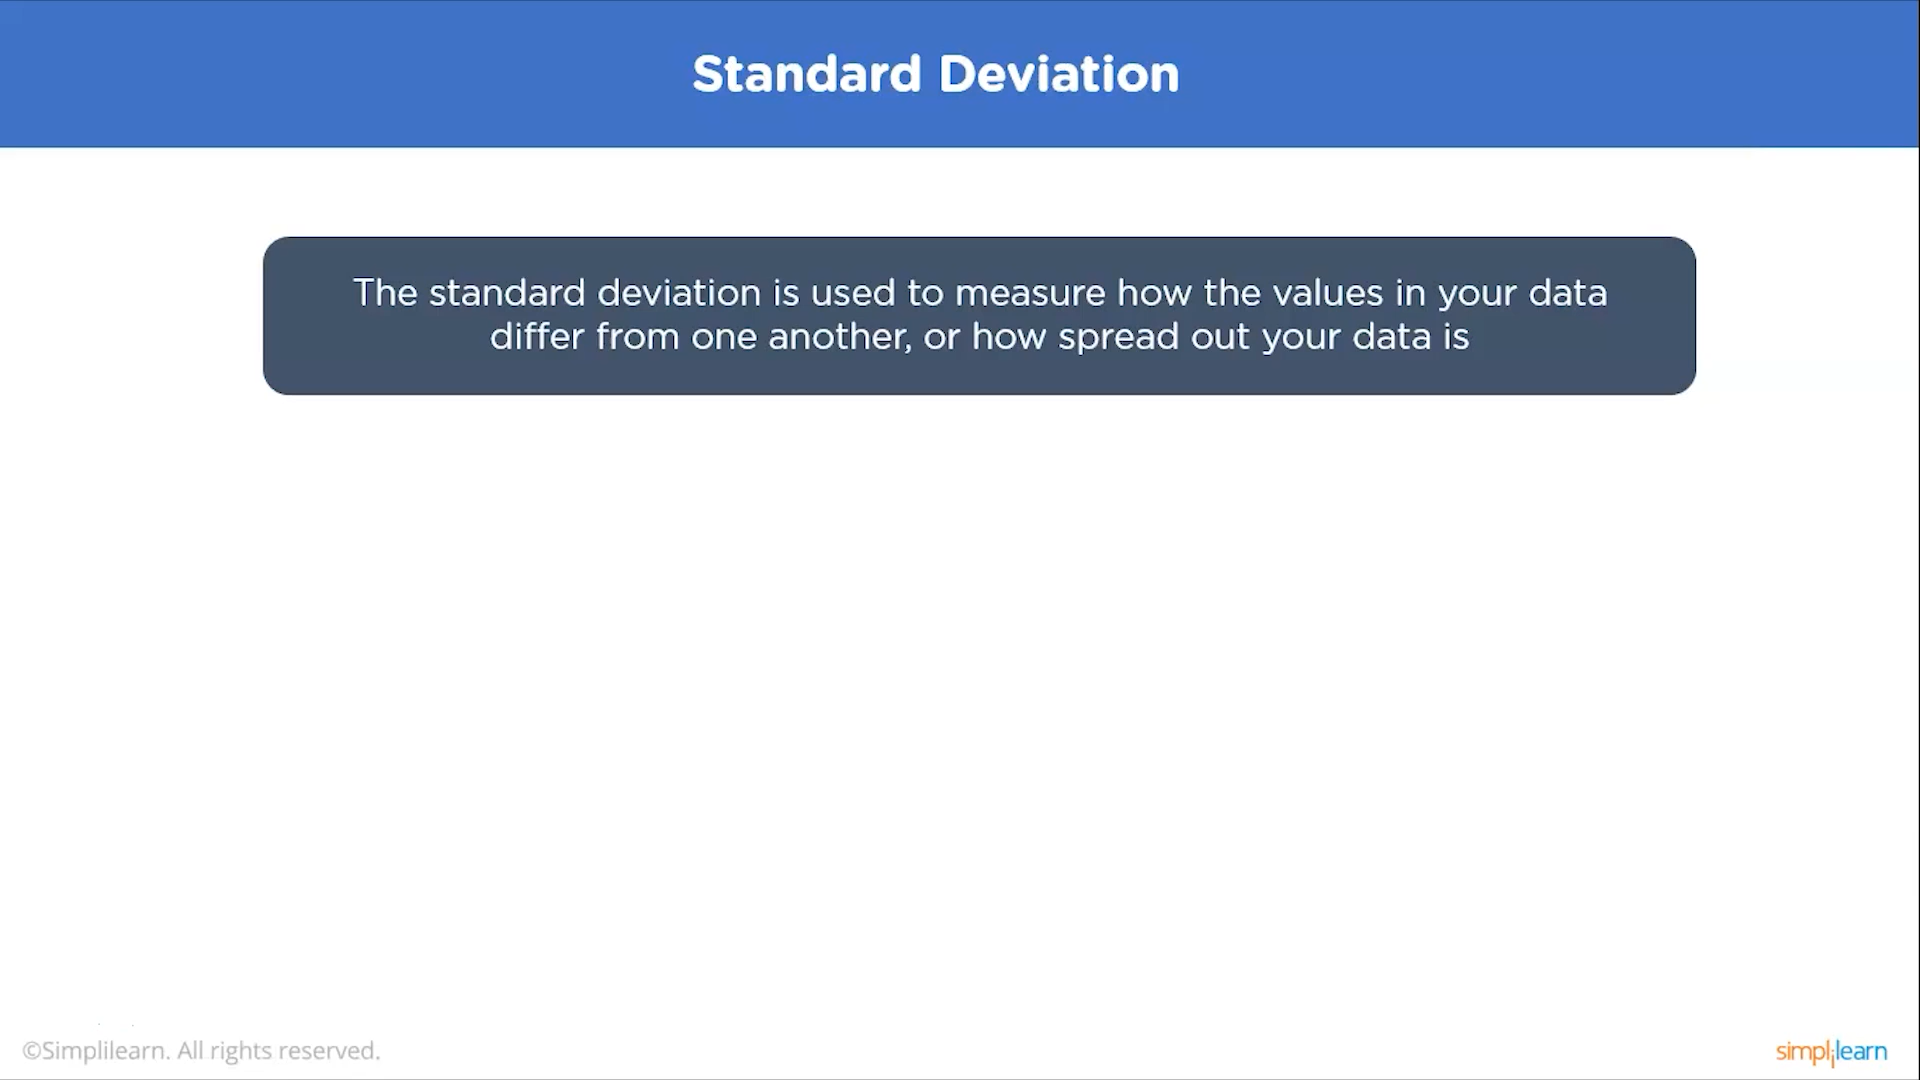 Standard Deviation
The standard deviation is used to measure how the values in your data
differ from one another, or how spread out your data is
©Simplilearn. All rights reserved.
simplilearn